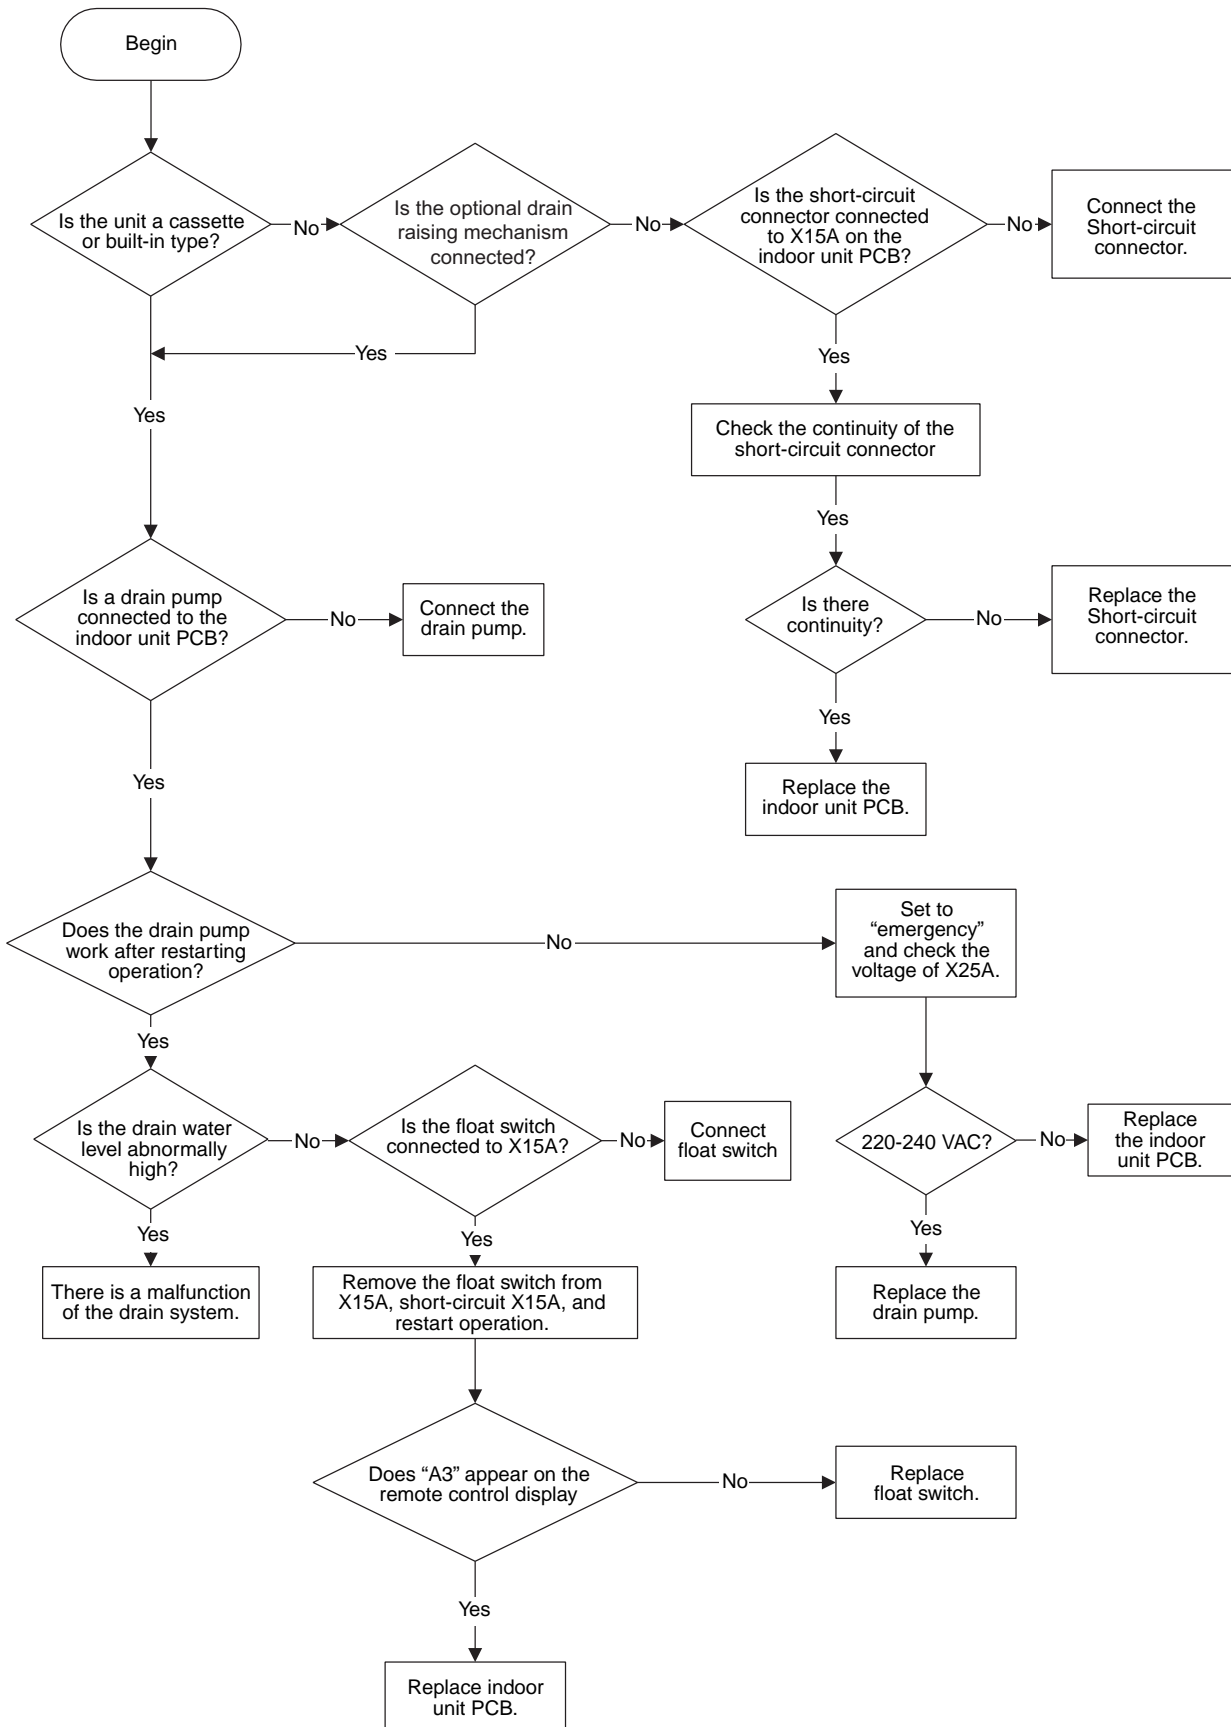 Begin
Is the unit a cassette
or built-in type?
No
Is the optional drain
raising mechanism
connected?
No
Is the short-circuit
connector connected
to X15A on the
indoor unit PCB?
No
Connect the
Short-circuit
connector.
Yes
Yes
Yes
Check the continuity of the
short-circuit connector
Yes
Is there
continuity?
No
Replace the
Short-circuit
connector.
Yes
Replace the
indoor unit PCB.
Is a drain pump
connected to the
indoor unit PCB?
No
Connect the
drain pump.
Yes
Does the drain pump
work after restarting
operation?
No
Set to
“emergency”
and check the
voltage of X25A.
Yes
Is the drain water
level abnormally
high?
No
Is the float switch
connected to X15A?
No
Connect
float switch
220-240 VAC?
No
Replace
the indoor
unit PCB.
Yes
Yes
Yes
There is a malfunction
of the drain system.
Remove the float switch from
X15A, short-circuit X15A, and
restart operation.
Replace the
drain pump.
Does “A3” appear on the
remote control display
No
Replace
float switch.
Yes
Replace indoor
unit PCB.